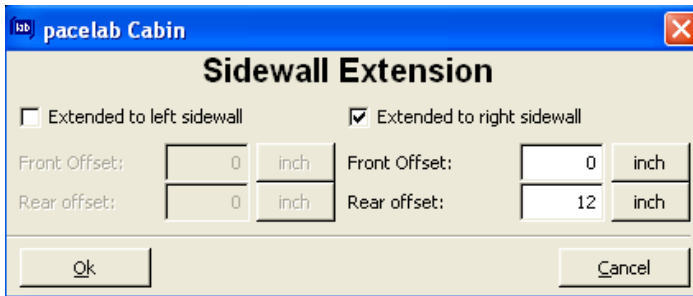 lab pacelab Cabin
Sidewall Extension
Extended to left sidewall Extended to right sidewall
Front Offset: 0 inch Front Offset: 0 inch
Rear offset: 0 inch Rear offset: 12 inch
Ok Cancel